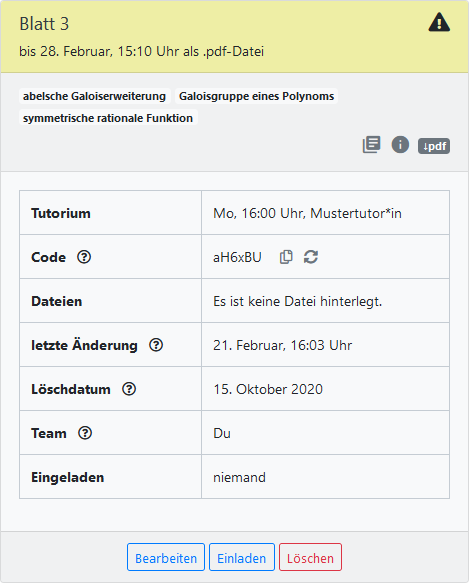 Blatt 3
bis 28. Februar, 15:10 Uhr als .pdf-Datei
abelsche Galoiserweiterung Galoisgruppe eines Polynoms
symmetrische rationale Funktion
↓pdf
Tutorium Mo, 16:00 Uhr, Mustertutor*in
Code aH6xBU
Dateien Es ist keine Datei hinterlegt.
letzte Änderung 21. Februar, 16:03 Uhr
Löschdatum 15. Oktober 2020
Team Du
Eingeladen niemand
Bearbeiten Einladen Löschen